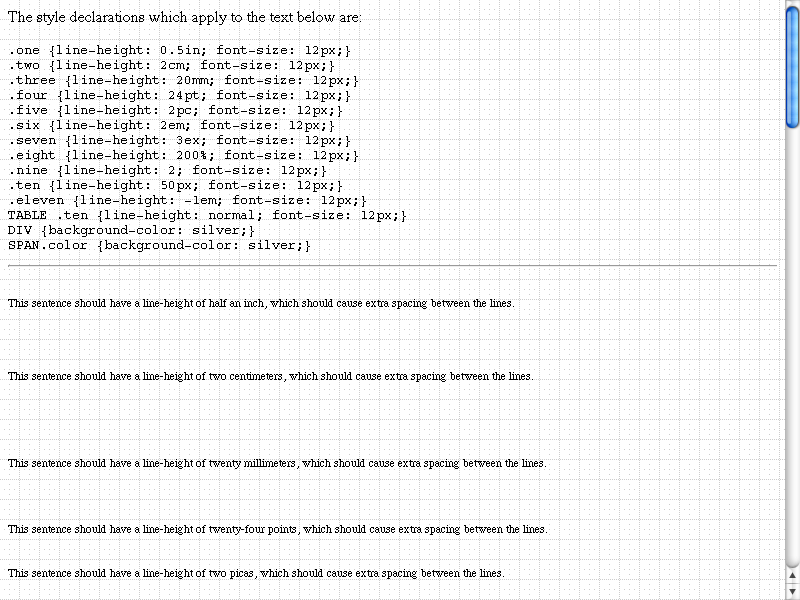 The style declarations which apply to the text below are:
.one {line-height: 0.5in; font-size: 12px;}
.two {line-height: 2cm; font-size: 12px;}
.three {line-height: 20mm; font-size: 12px;}
.four {line-height: 24pt; font-size: 12px;}
.five {line-height: 2pc; font-size: 12px;}
.six {line-height: 2em; font-size: 12px;}
.seven {line-height: 3ex; font-size: 12px;}
.eight {line-height: 200%; font-size: 12px;}
.nine {line-height: 2; font-size: 12px;}
.ten {line-height: 50px; font-size: 12px;}
.eleven {line-height: -1em; font-size: 12px;}
TABLE .ten {line-height: normal; font-size: 12px;}
DIV {background-color: silver;}
SPAN.color {background-color: silver;}
This sentence should have a line-height of half an inch, which should cause extra spacing between the lines.
This sentence should have a line-height of two centimeters, which should cause extra spacing between the lines.
This sentence should have a line-height of twenty millimeters, which should cause extra spacing between the lines.
This sentence should have a line-height of twenty-four points, which should cause extra spacing between the lines.
This sentence should have a line-height of two picas, which should cause extra spacing between the lines.